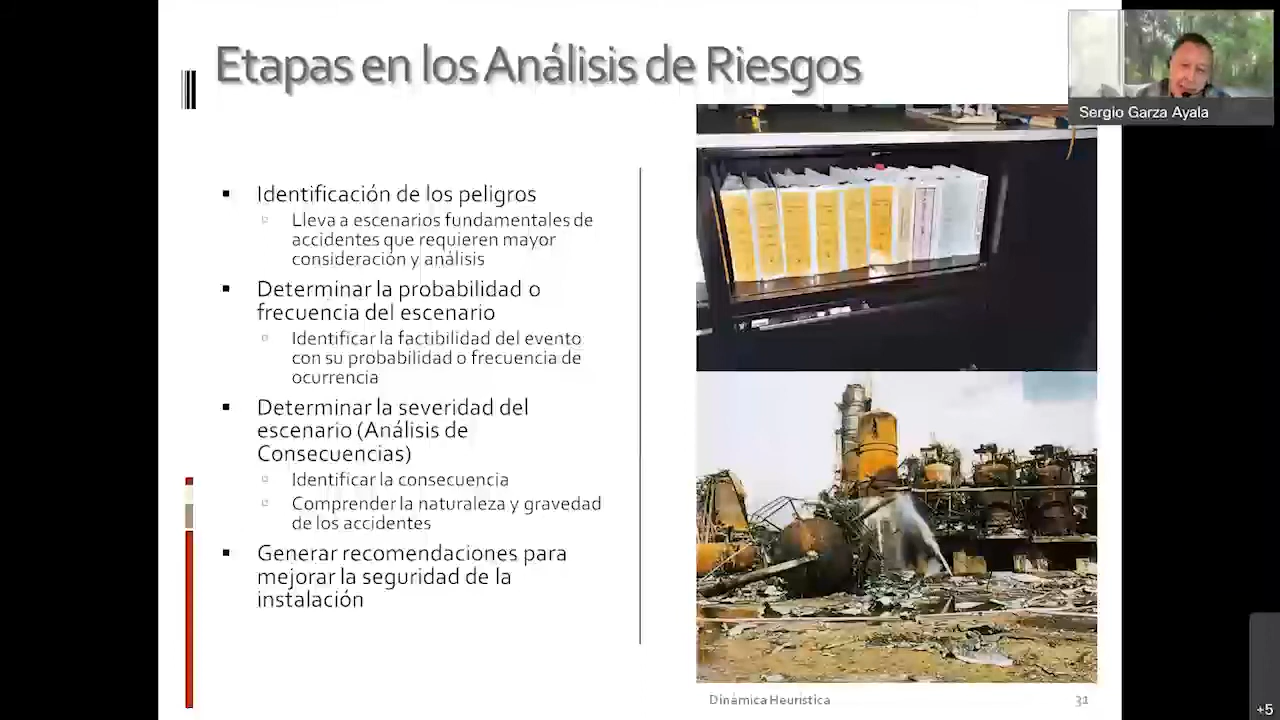 Etapas en los Análisis de Riesgos
Sergio Garza Ayala
▪ Identificación de los peligros
▫ Lleva a escenarios fundamentales de
accidentes que requieren mayor
consideración y análisis
▪ Determinar la probabilidad o
frecuencia del escenario
▫ Identificar la factibilidad del evento
con su probabilidad o frecuencia de
ocurrencia
▪ Determinar la severidad del
escenario (Análisis de
Consecuencias)
▫ Identificar la consecuencia
▫ Comprender la naturaleza y gravedad
de los accidentes
▪ Generar recomendaciones para
mejorar la seguridad de la
instalación
Dinámica Heurística
31
+5